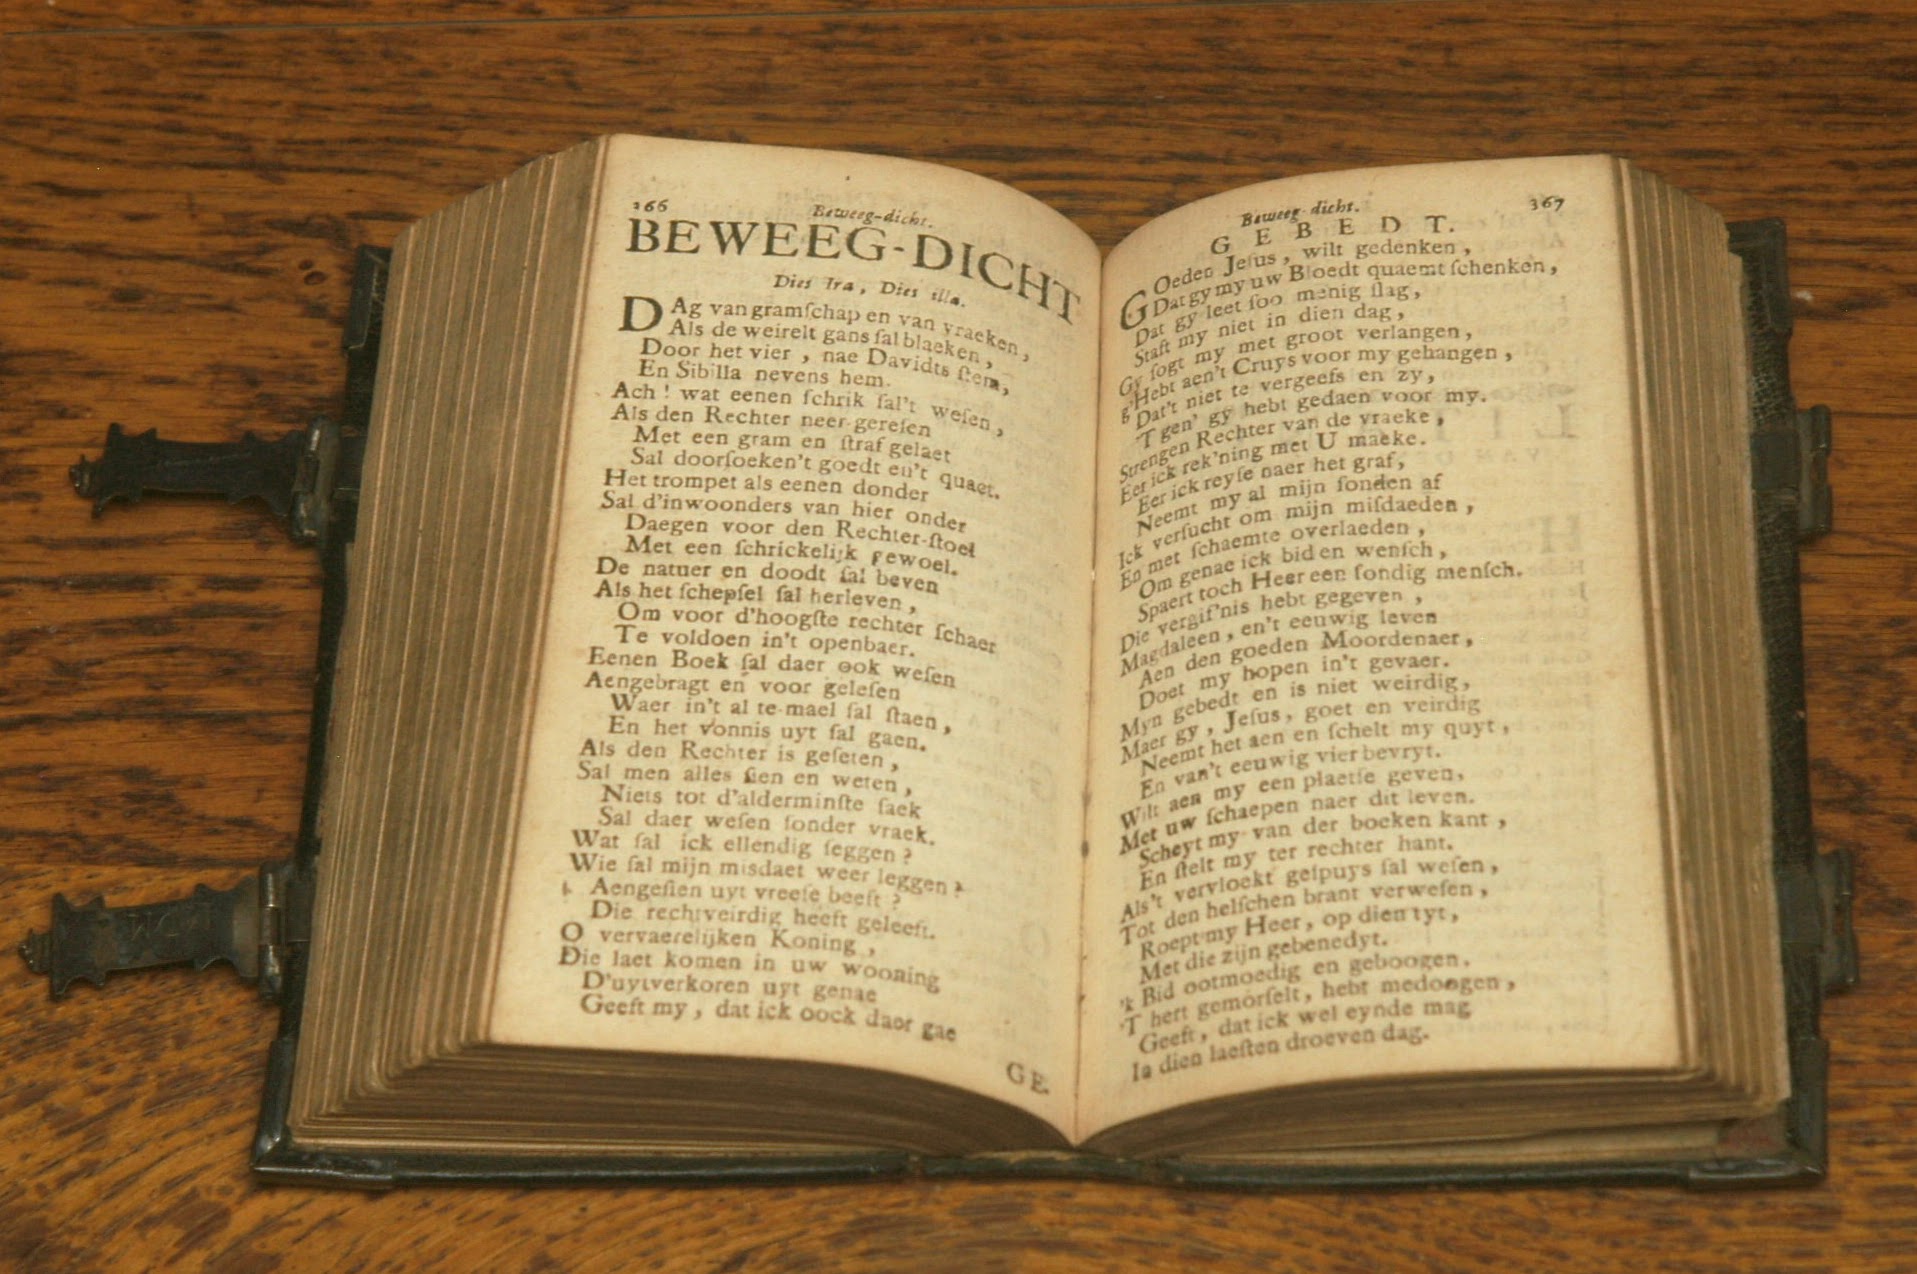 366 Beweeg-dicht.
BEWEEG-DICHT
Dies Iræ, Dies illa.
DAg van gramſchap en van vraeken,
Als de weirelt gans ſal blaeken,
Door het vier, nae Davidts ſtem,
En Sibilla nevens hem.
Ach! wat eenen ſchrik ſal't weſen,
Als den Rechter neer gereſen
Met een gram en ſtraf gelaet
Sal doorſoeken't goedt en't quaet.
Het trompet als eenen donder
Sal d'inwoonders van hier onder
Daegen voor den Rechter-ſtoel
Met een ſchrickelijk gewoel.
De natuer en doodt ſal beven
Als het ſchepſel ſal herleven,
Om voor d'hoogſte rechter ſchaer
Te voldoen in't openbaer.
Eenen Boek ſal daer ook weſen
Aengebragt en voor geleſen
Waer in't al te mael ſal ſtaen,
En het vonnis uyt ſal gaen.
Als den Rechter is geſeten,
Sal men alles ſien en weten,
Niets tot d'alderminſte ſaek
Sal daer weſen ſonder vraek.
Wat ſal ick ellendig ſeggen?
Wie ſal mijn misdaet weer leggen?
Aengeſien uyt vreeſe beeft?
Die rechtveirdig heeft geleeft.
O vervaerelijken Koning,
Die laet komen in uw wooning
D'uytverkoren uyt genae
Geeft my, dat ick oock daer gae
GE.
Beweeg-dicht. 367
GEBEDT.
GOeden Jeſus, wilt gedenken,
Dat gy my uw Bloedt quaemt ſchenken,
Dat gy leet ſoo menig ſlag,
Staft my niet in dien dag,
Gy ſogt my met groot verlangen,
g'Hebt aen't Cruys voor my gehangen,
Dat't niet te vergeefs en zy,
'T gen' gy hebt gedaen voor my.
Strengen Rechter van de vraeke,
Eer ick rek'ning met U maeke.
Eer ick reyſe naer het graf,
Neemt my al mijn ſonden af
Ick verſucht om mijn miſdaeden,
En met ſchaemte overlaeden,
Om genae ick bid en wenſch,
Spaert toch Heer een ſondig menſch.
Die vergif'nis hebt gegeven,
Magdaleen, en't eeuwig leven
Aen den goeden Moordenaer,
Doet my hopen in't gevaer.
Myn gebedt en is niet weirdig,
Maer gy, Jeſus, goet en veirdig
Neemt het aen en ſchelt my quyt,
En van't eeuwig vier bevryt.
Wilt aen my een plaetſe geven,
Met uw ſchaepen naer dit leven.
Scheyt my van der boeken kant,
En ſtelt my ter rechter hant.
Als't vervloekt geſpuys ſal weſen,
Tot den helſchen brant verweſen,
Roept my Heer, op dien tyt,
Met die zijn gebenedyt.
'k Bid ootmoedig en geboogen,
'T hert gemorſelt, hebt medoogen,
Geeft, dat ick wel eynde mag
In dien laeſten droeven dag.